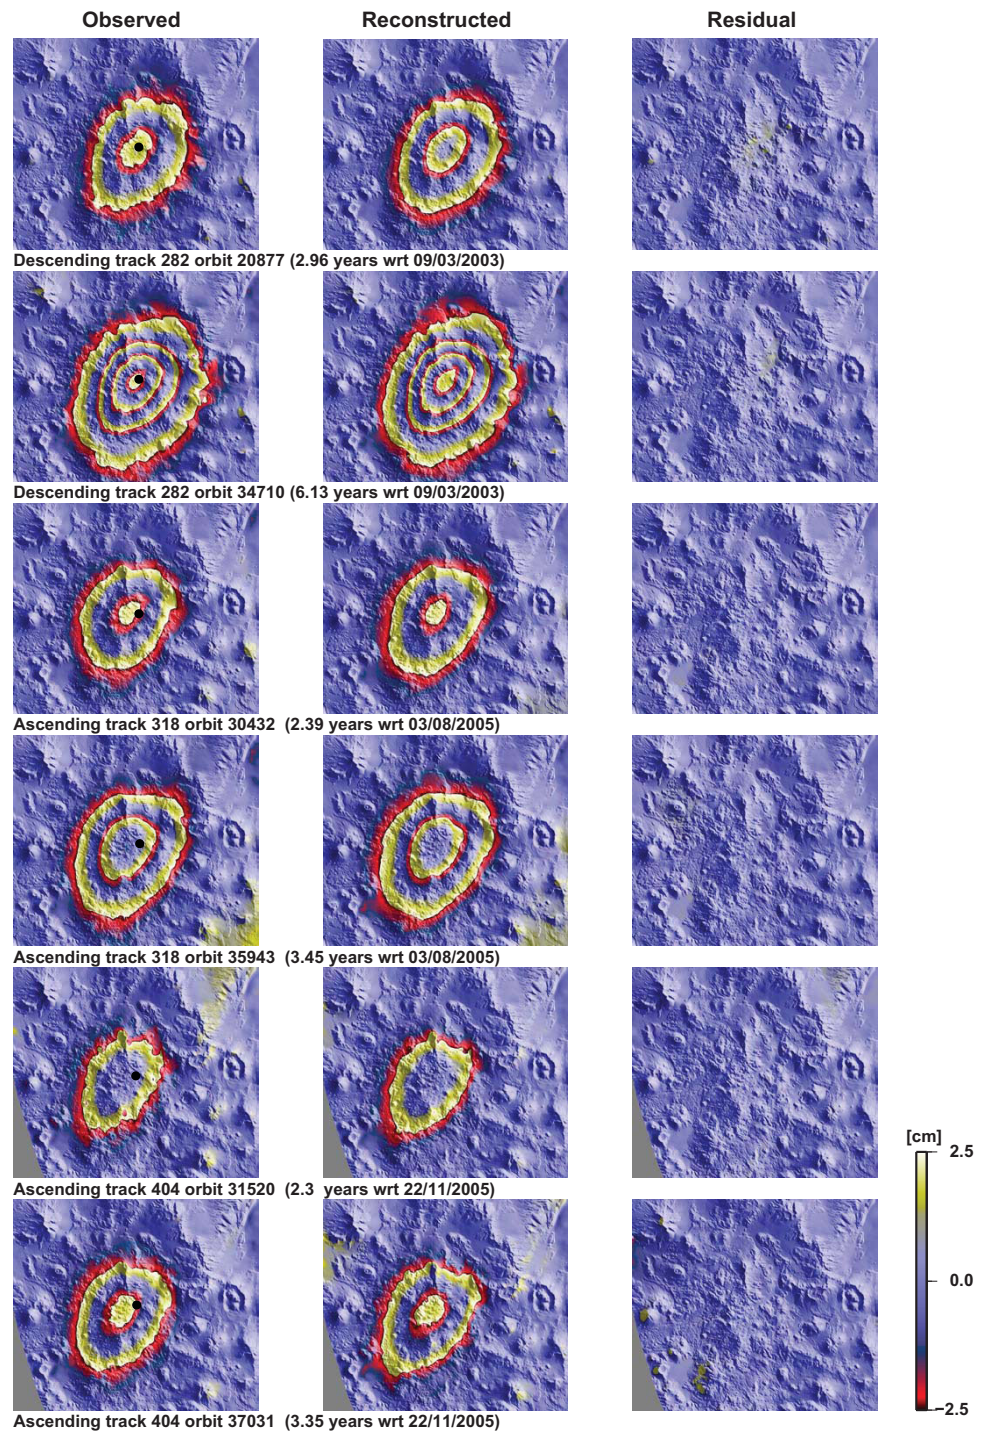 Observed Reconstructed Residual
Descending track 282 orbit 20877 (2.96 years wrt 09/03/2003)
Descending track 282 orbit 34710 (6.13 years wrt 09/03/2003)
Ascending track 318 orbit 30432 (2.39 years wrt 03/08/2005)
Ascending track 318 orbit 35943 (3.45 years wrt 03/08/2005)
[cm]
2.5
Ascending track 404 orbit 31520 (2.3 years wrt 22/11/2005)
0.0
−2.5
Ascending track 404 orbit 37031 (3.35 years wrt 22/11/2005)